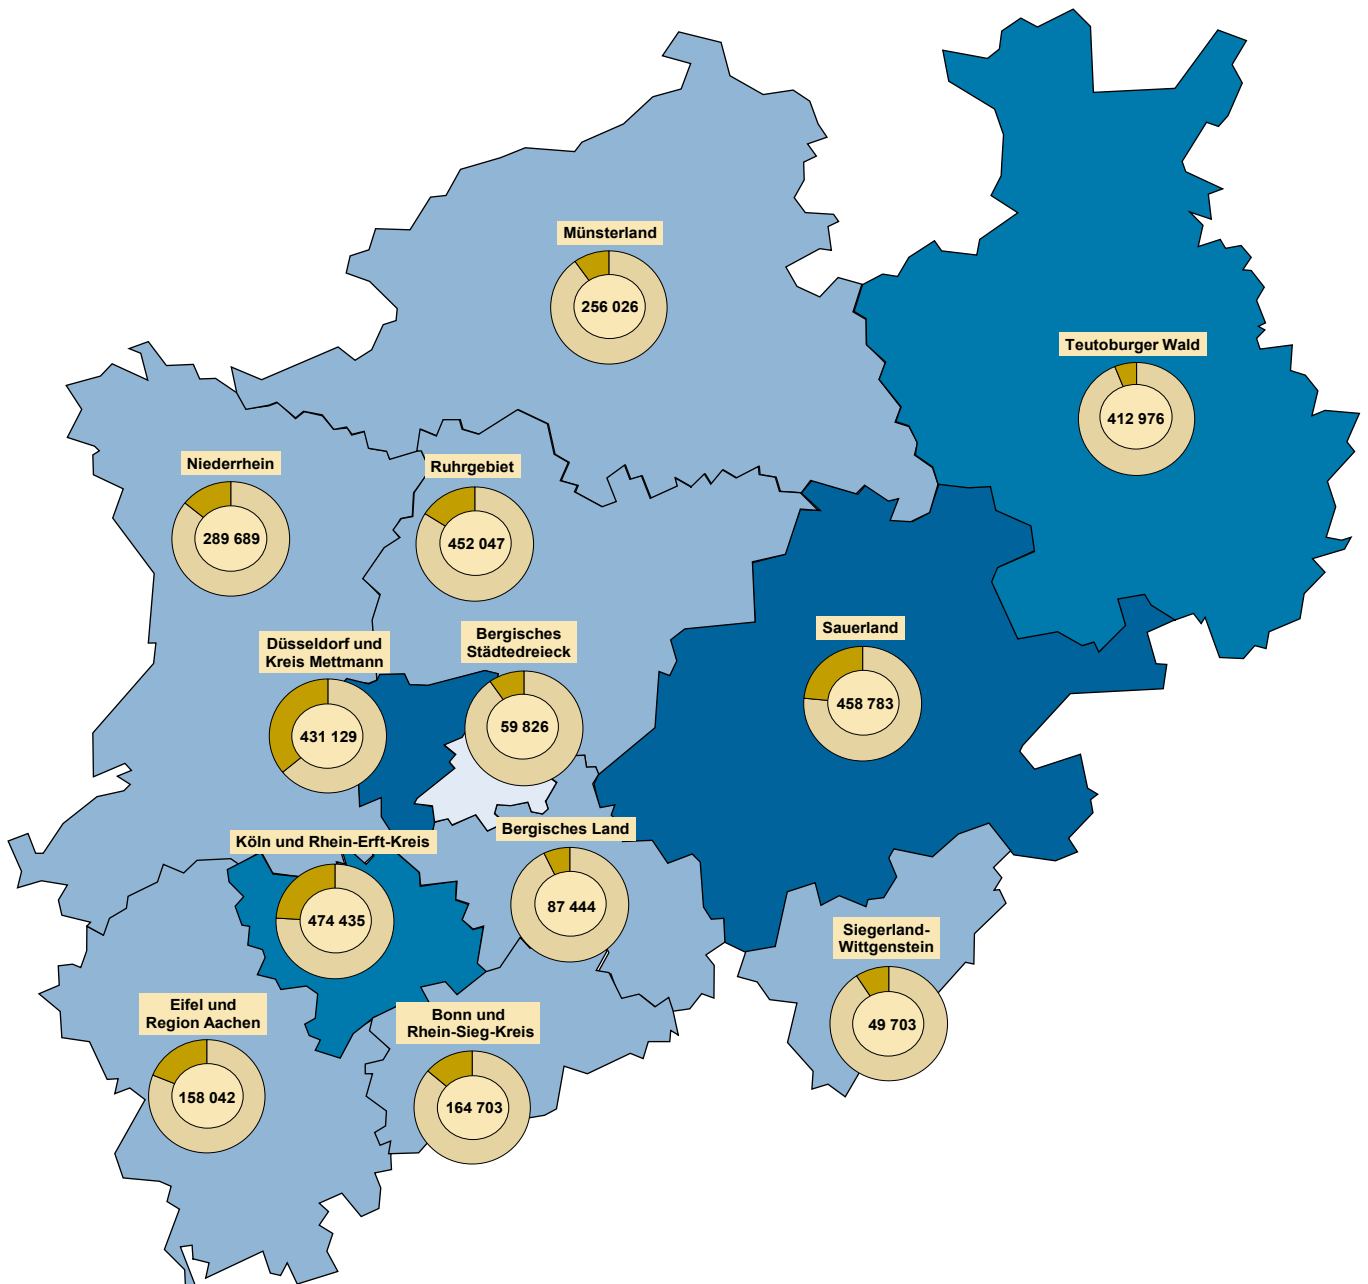 Münsterland
256 026
Teutoburger Wald
412 976
Niederrhein
289 689
Ruhrgebiet
452 047
Düsseldorf und
Kreis Mettmann
431 129
Bergisches
Städtedreieck
59 826
Sauerland
458 783
Köln und Rhein-Erft-Kreis
474 435
Bergisches Land
87 444
Siegerland-
Wittgenstein
49 703
Eifel und
Region Aachen
158 042
Bonn und
Rhein-Sieg-Kreis
164 703